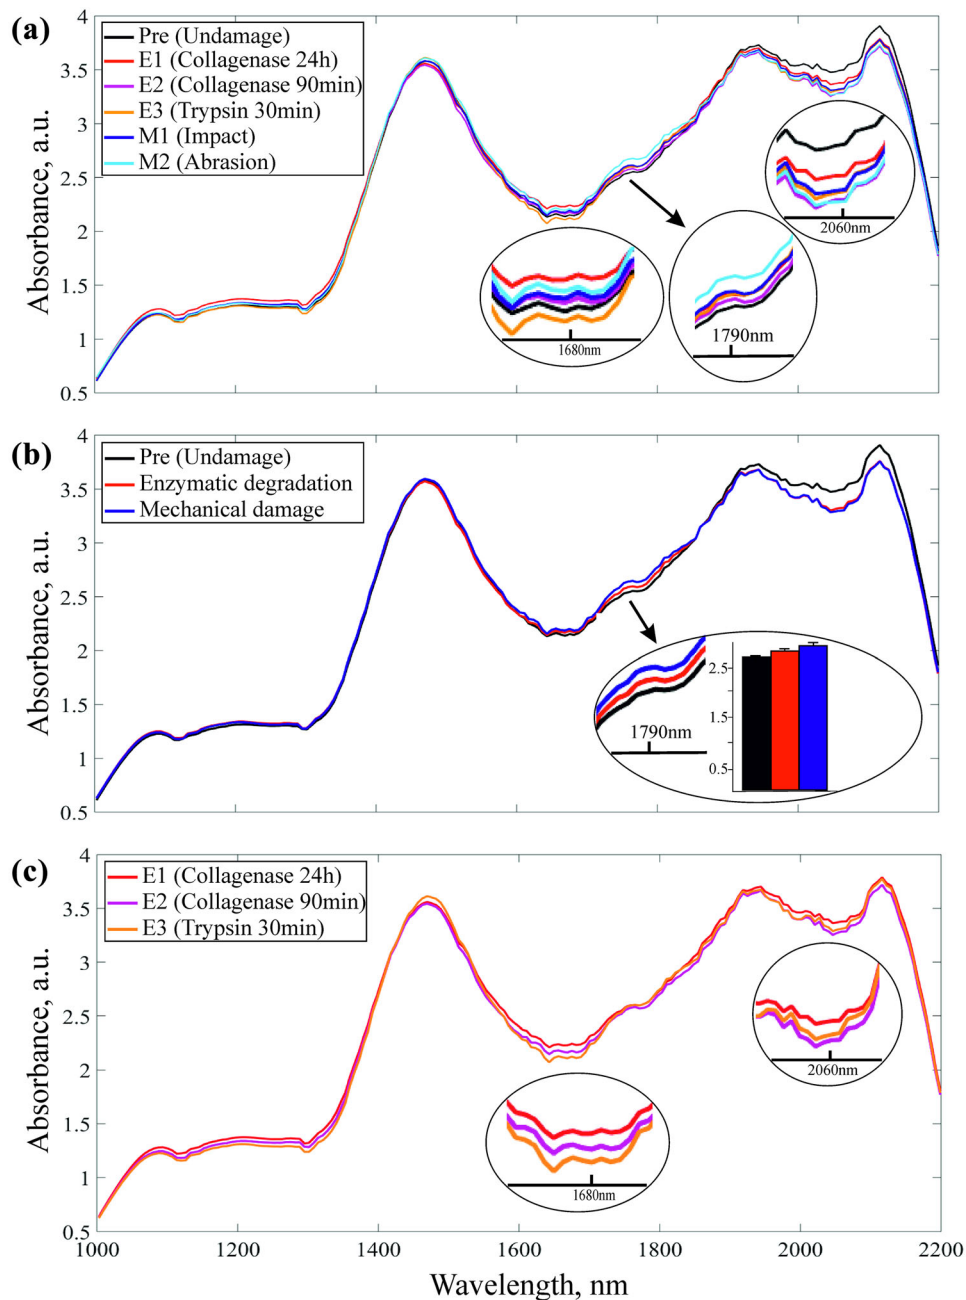 (a)
4
3.5
3
2.5
2
1.5
1
0.5
Absorbance, a.u.
Pre (Undamage)
E1 (Collagenase 24h)
E2 (Collagenase 90min)
E3 (Trypsin 30min)
M1 (Impact)
M2 (Abrasion)
2060nm
1680nm
1790nm
(b)
4
3.5
3
2.5
2
1.5
1
0.5
Absorbance, a.u.
Pre (Undamage)
Enzymatic degradation
Mechanical damage
1790nm
2.5
1.5
0.5
(c)
4
3.5
3
2.5
2
1.5
1
0.5
Absorbance, a.u.
E1 (Collagenase 24h)
E2 (Collagenase 90min)
E3 (Trypsin 30min)
2060nm
1680nm
1000 1200 1400 1600 1800 2000 2200
Wavelength, nm